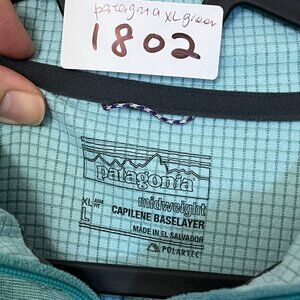 patagonia XL green
1802
patagonia
midweight
XL
L
CAPILENE BASELAYER
MADE IN EL SALVADOR
POLARTEC